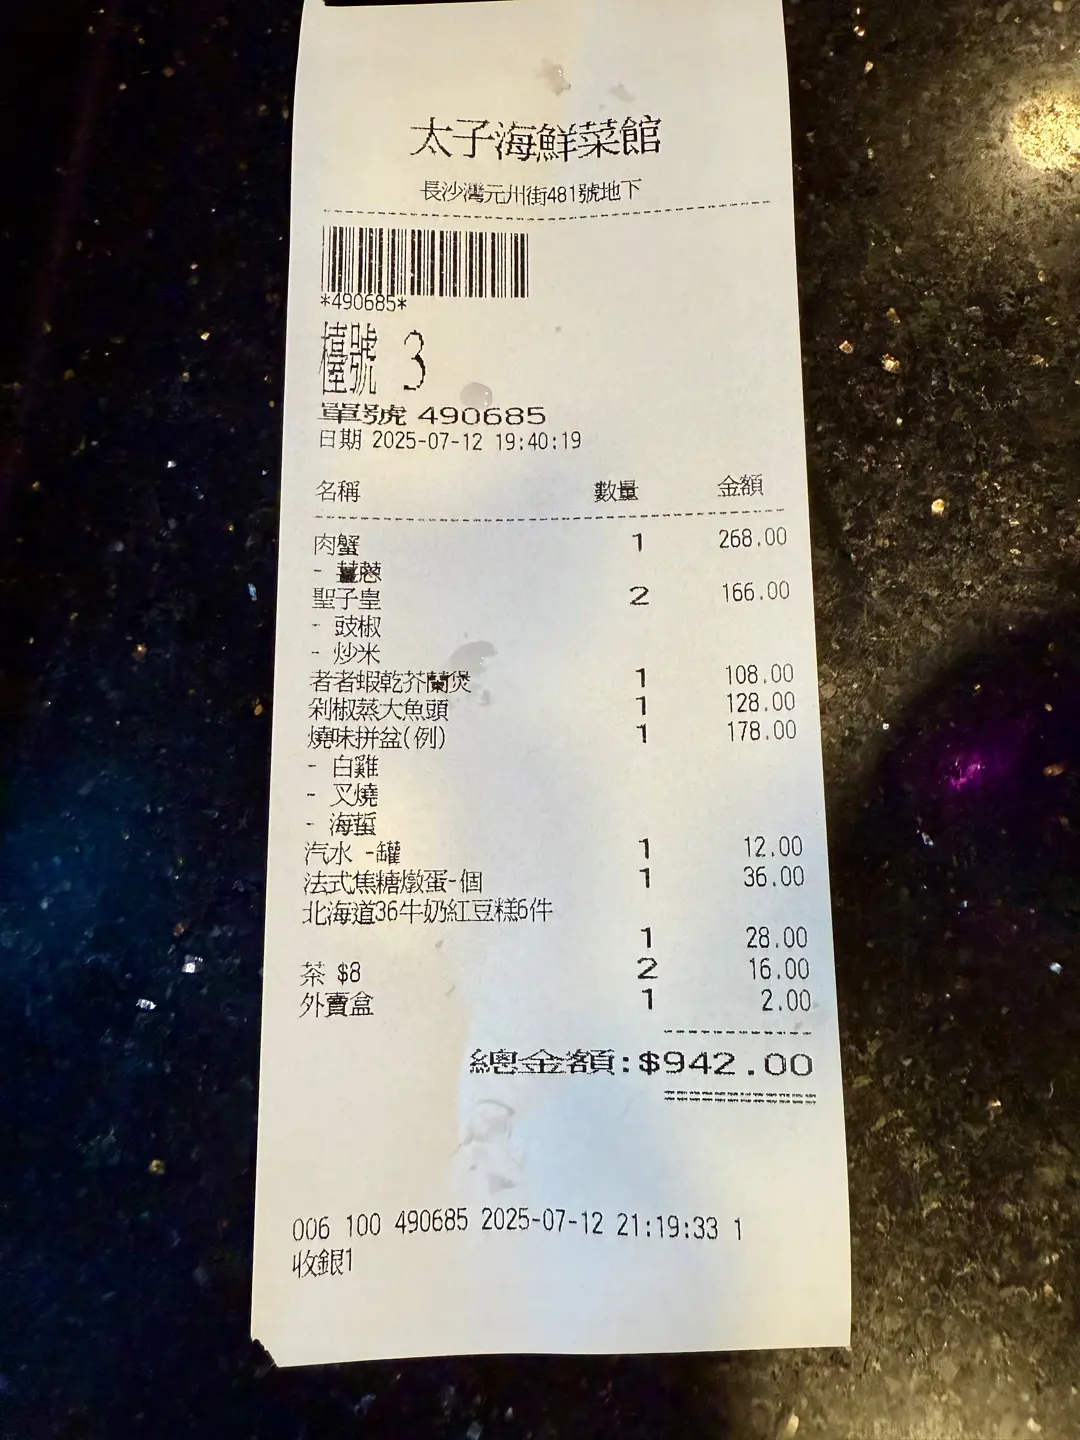 太子海鮮菜館
長沙灣元州街481號地下
*490685*
檯號 3
單號 490685
日期 2025-07-12 19:40:19
名稱 數量 金額
肉蟹 1 268.00
- 薑蔥
聖子皇 2 166.00
- 豉椒
- 炒米
者者蝦乾芥蘭煲 1 108.00
剁椒蒸大魚頭 1 128.00
燒味拼盆(例) 1 178.00
- 白雞
- 叉燒
- 海蜇
汽水 -罐 1 12.00
法式焦糖燉蛋-個 1 36.00
北海道36牛奶紅豆糕6件
1 28.00
茶 $8 2 16.00
外賣盒 1 2.00
總金額:$942.00
006 100 490685 2025-07-12 21:19:33 1
收銀1